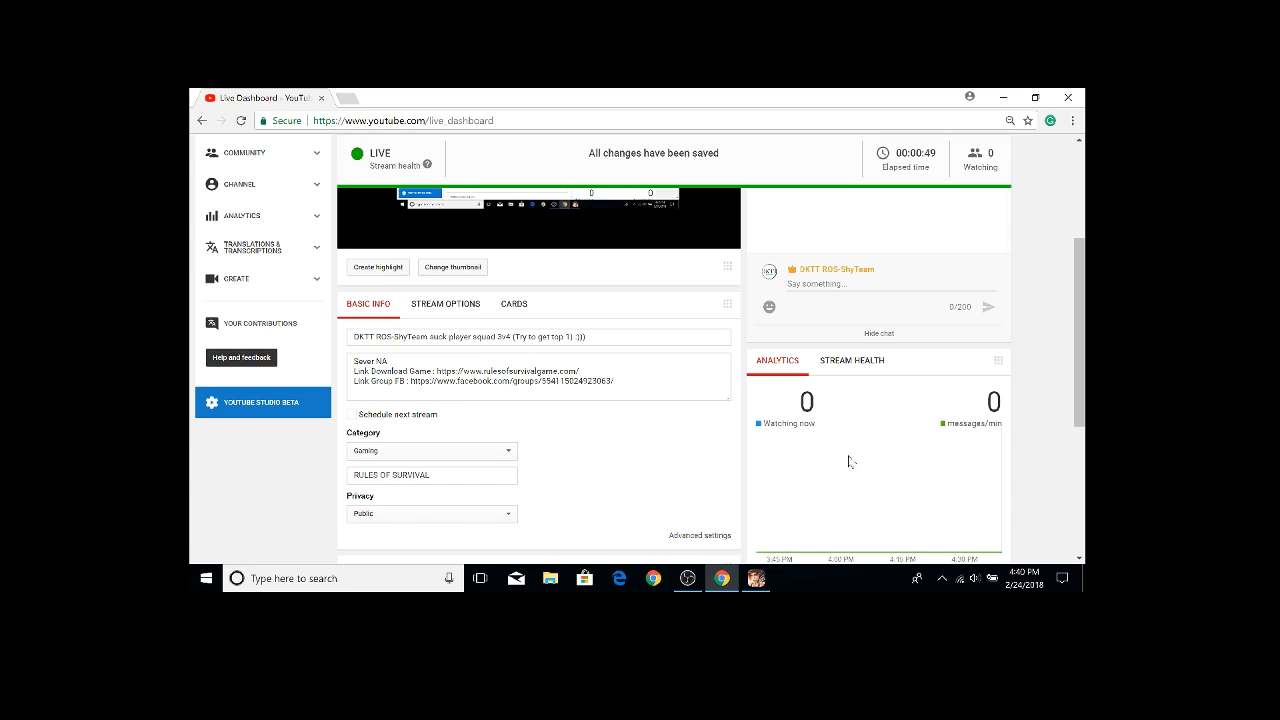 Live Dashboard - YouTub
Secure
https://www.youtube.com/live_dashboard
COMMUNITY
CHANNEL
ANALYTICS
TRANSLATIONS &
TRANSCRIPTIONS
CREATE
YOUR CONTRIBUTIONS
Help and feedback
YOUTUBE STUDIO BETA
LIVE
Stream health
All changes have been saved
00:00:49
Elapsed time
0
Watching
0 0
Create highlight
Change thumbnail
BASIC INFO
STREAM OPTIONS
CARDS
DKTT ROS-ShyTeam suck player squad 3v4 (Try to get top 1) :)))
Sever NA
Link Download Game : https://www.rulesofsurvivalgame.com/
Link Group FB : https://www.facebook.com/groups/554115024923063/
Schedule next stream
Category
Gaming
RULES OF SURVIVAL
Privacy
Public
Advanced settings
DKTT
DKTT ROS-ShyTeam
Say something...
0/200
Hide chat
ANALYTICS
STREAM HEALTH
0
Watching now
0
messages/min
3:45 PM 4:00 PM 4:15 PM 4:30 PM
Type here to search
4:40 PM
2/24/2018